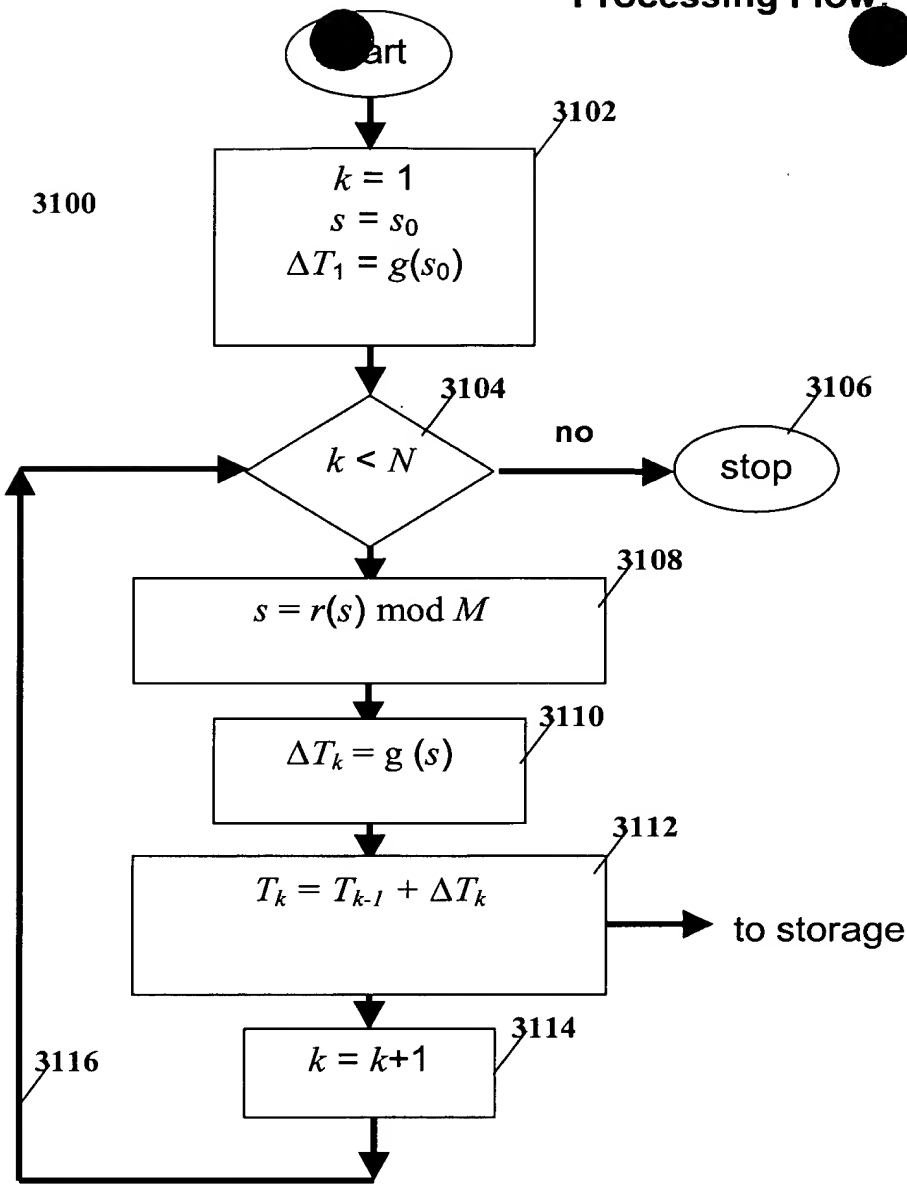 Processing Flow:
art
3102
3100
k = 1
s = s₀
ΔT₁ = g(s₀)
3104
3106
k < N
no
stop
3108
s = r(s) mod M
3110
ΔTₖ = g (s)
3112
Tₖ = Tₖ₋₁ + ΔTₖ
to storage
3114
k = k+1
3116